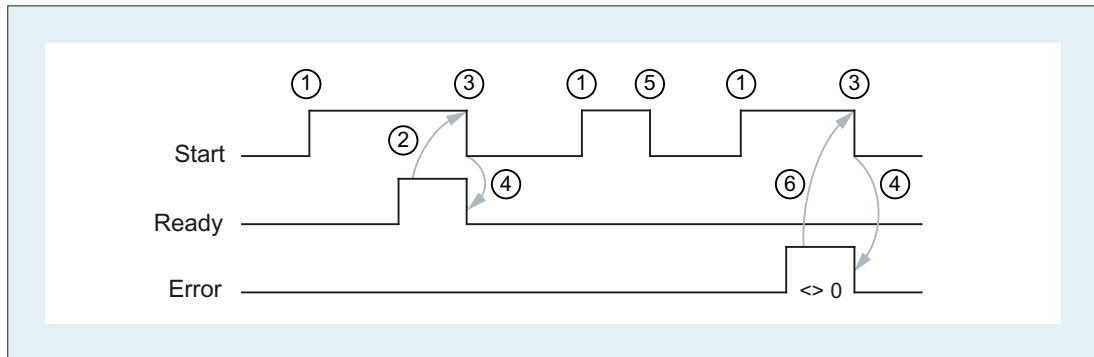 ① ③ ① ⑤ ① ③
②
Start
④ ⑥ ④
Ready
Error <> 0